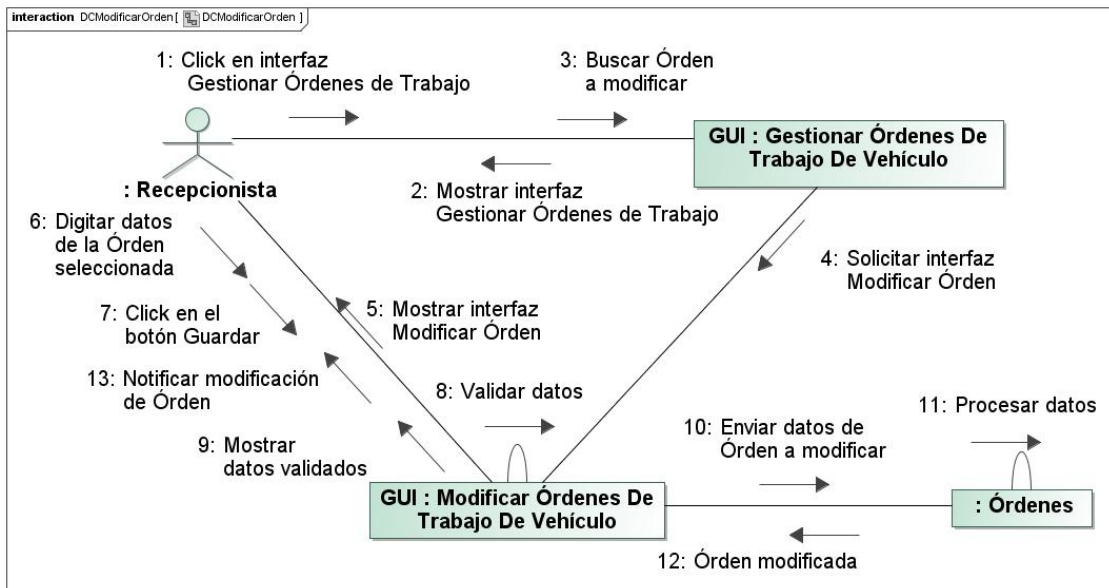 interaction DCModificarOrden [ DCModificarOrden ]
1: Click en interfaz
Gestionar Órdenes de Trabajo
3: Buscar Órden
a modificar
GUI : Gestionar Órdenes De
Trabajo De Vehículo
: Recepcionista
2: Mostrar interfaz
Gestionar Órdenes de Trabajo
6: Digitar datos
de la Órden
seleccionada
4: Solicitar interfaz
Modificar Órden
7: Click en el
botón Guardar
5: Mostrar interfaz
Modificar Órden
13: Notificar modificación
de Órden
8: Validar datos
11: Procesar datos
9: Mostrar
datos validados
10: Enviar datos de
Órden a modificar
GUI : Modificar Órdenes De
Trabajo De Vehículo
: Órdenes
12: Órden modificada